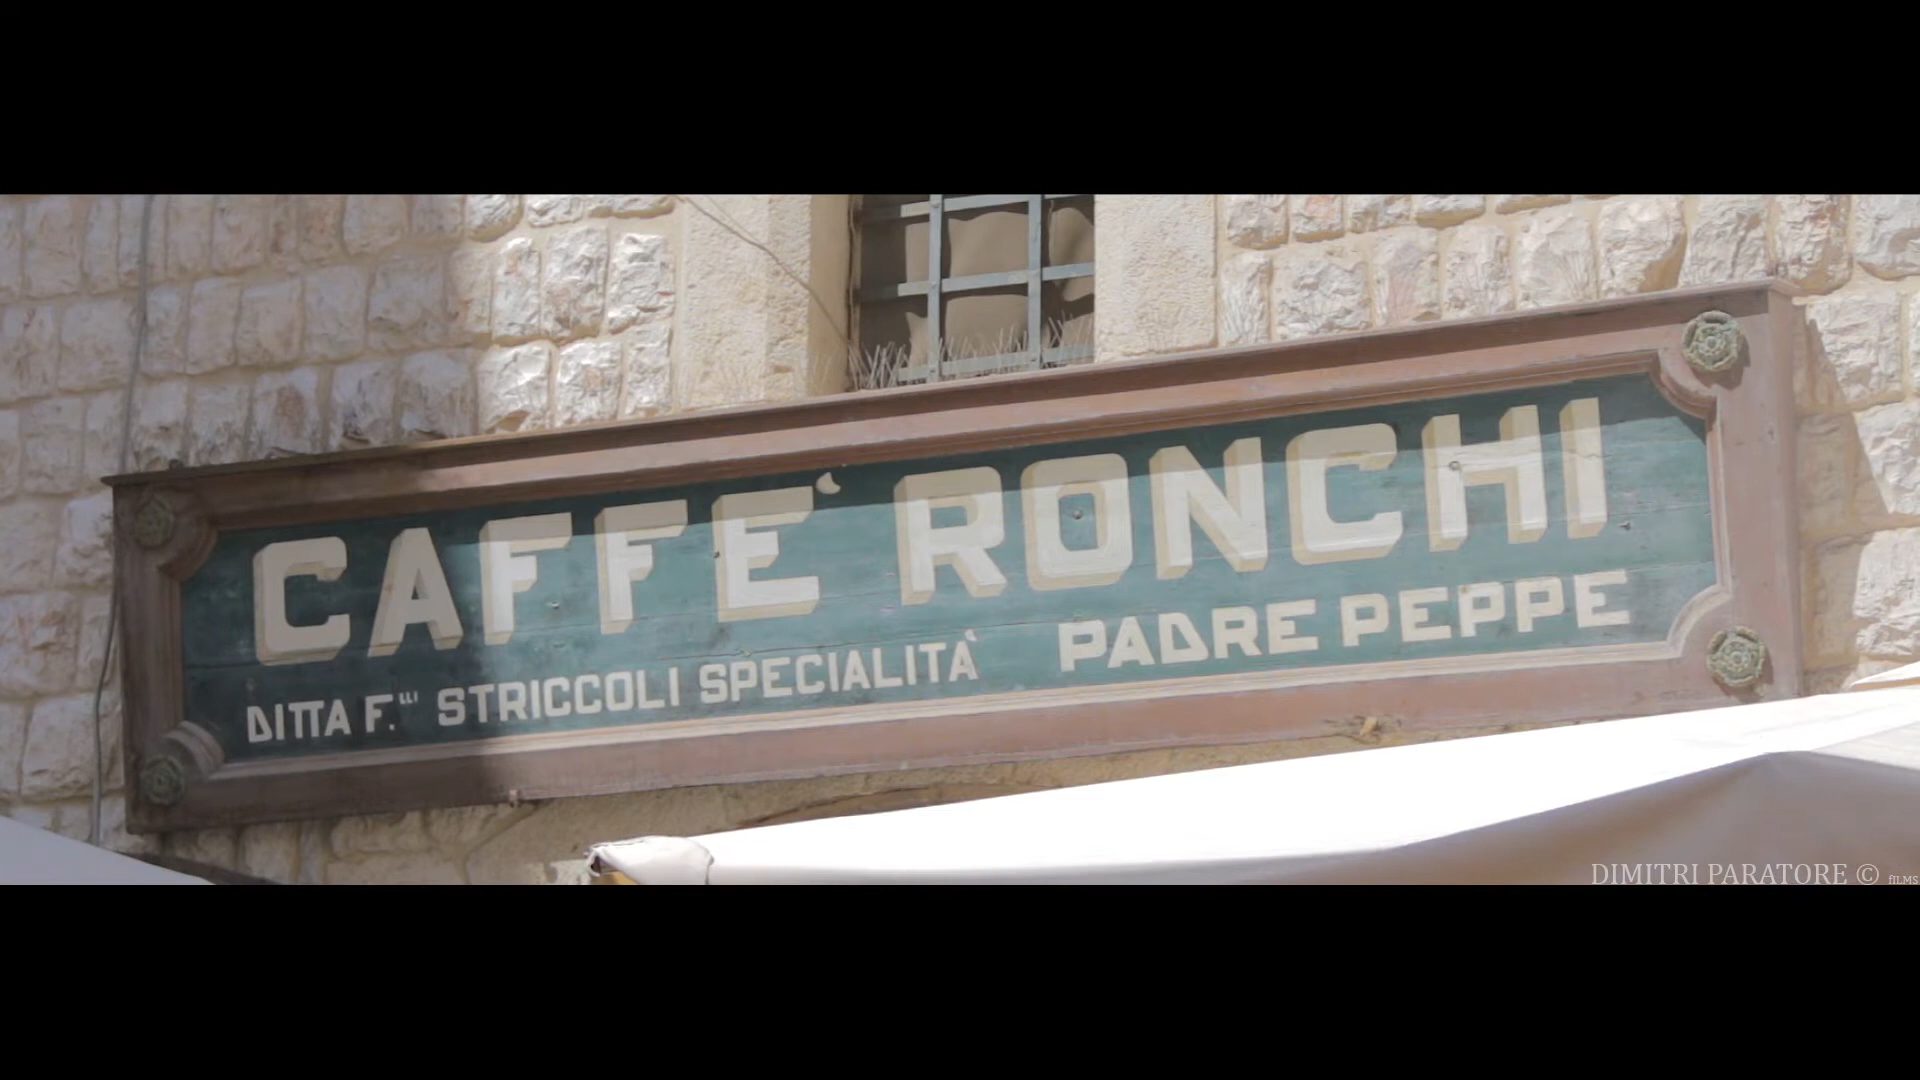 CAFFE' RONCHI
DITTA F.LLI STRICCOLI SPECIALITÀ PADRE PEPPE
DIMITRI PARATORE © fILMS